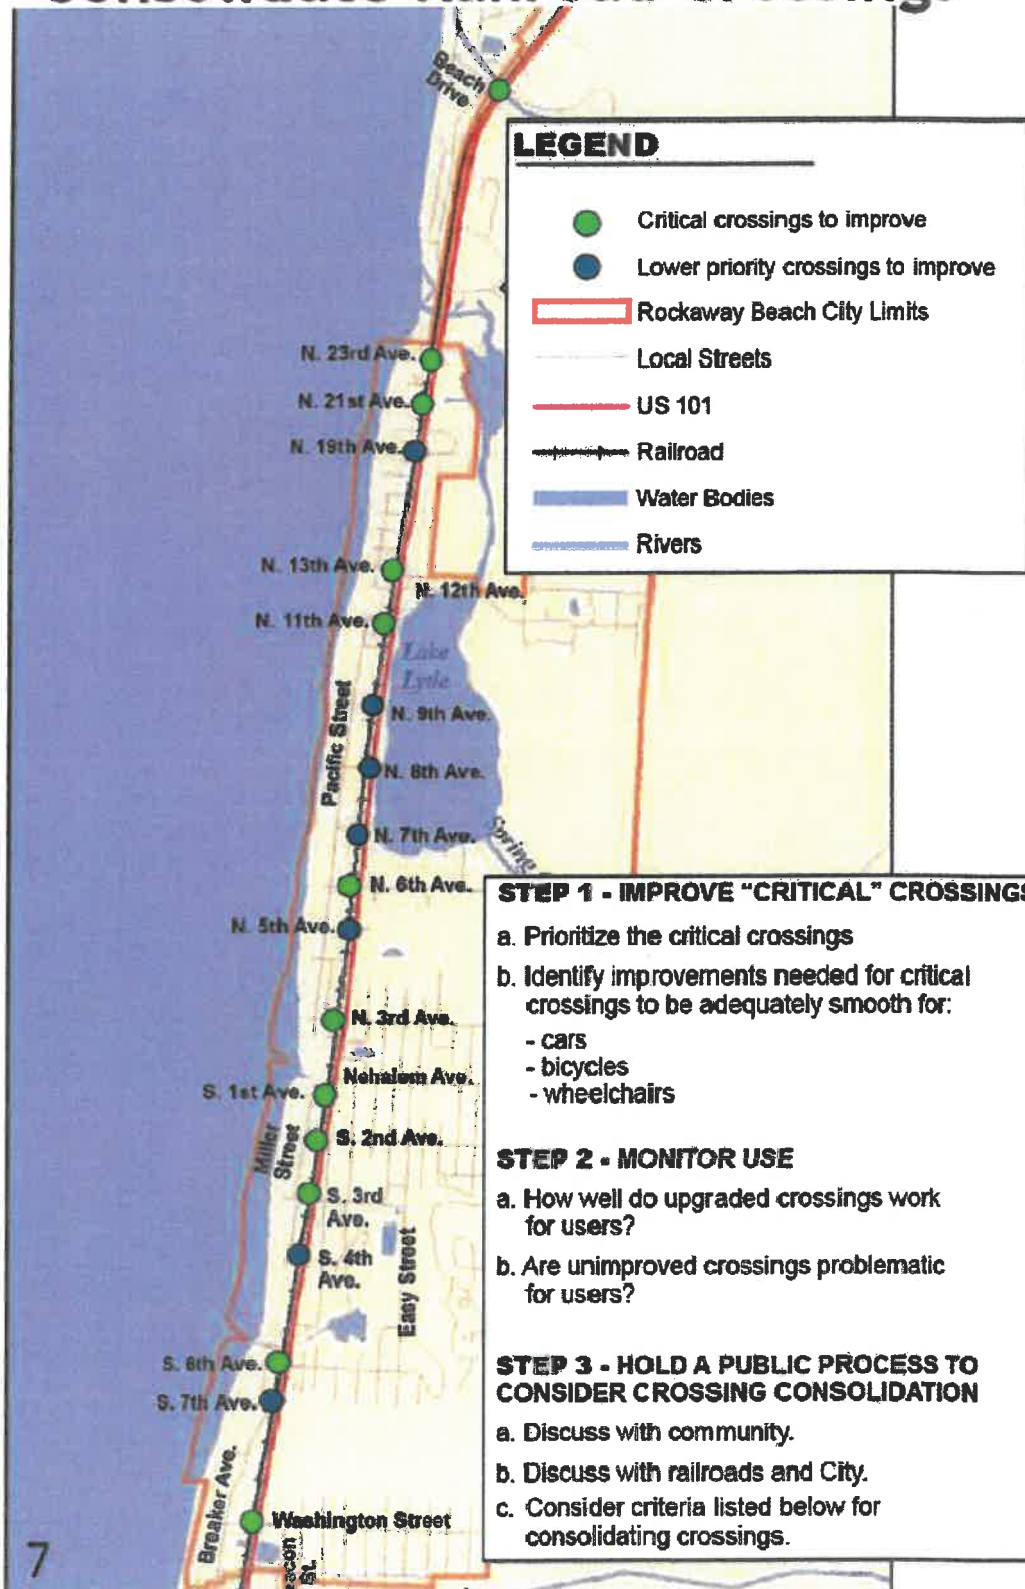 Consolidate Railroad Crossings
Beach
Drive
LEGEND
Critical crossings to improve
Lower priority crossings to improve
Rockaway Beach City Limits
Local Streets
US 101
Railroad
Water Bodies
Rivers
N. 23rd Ave.
N. 21st Ave.
N. 19th Ave.
N. 13th Ave.
N. 12th Ave.
N. 11th Ave.
Lake
Lytle
Pacific Street
N. 9th Ave.
N. 8th Ave.
N. 7th Ave.
Spring
N. 6th Ave.
N. 5th Ave.
N. 3rd Ave.
Nehalem Ave.
S. 1st Ave.
Miller
Street
S. 2nd Ave.
S. 3rd
Ave.
S. 4th
Ave.
Easy Street
S. 6th Ave.
S. 7th Ave.
Breaker Ave.
Washington Street
eacon
St.
STEP 1 - IMPROVE "CRITICAL" CROSSINGS
a. Prioritize the critical crossings
b. Identify improvements needed for critical
crossings to be adequately smooth for:
- cars
- bicycles
- wheelchairs
STEP 2 - MONITOR USE
a. How well do upgraded crossings work
for users?
b. Are unimproved crossings problematic
for users?
STEP 3 - HOLD A PUBLIC PROCESS TO
CONSIDER CROSSING CONSOLIDATION
a. Discuss with community.
b. Discuss with railroads and City.
c. Consider criteria listed below for
consolidating crossings.
7